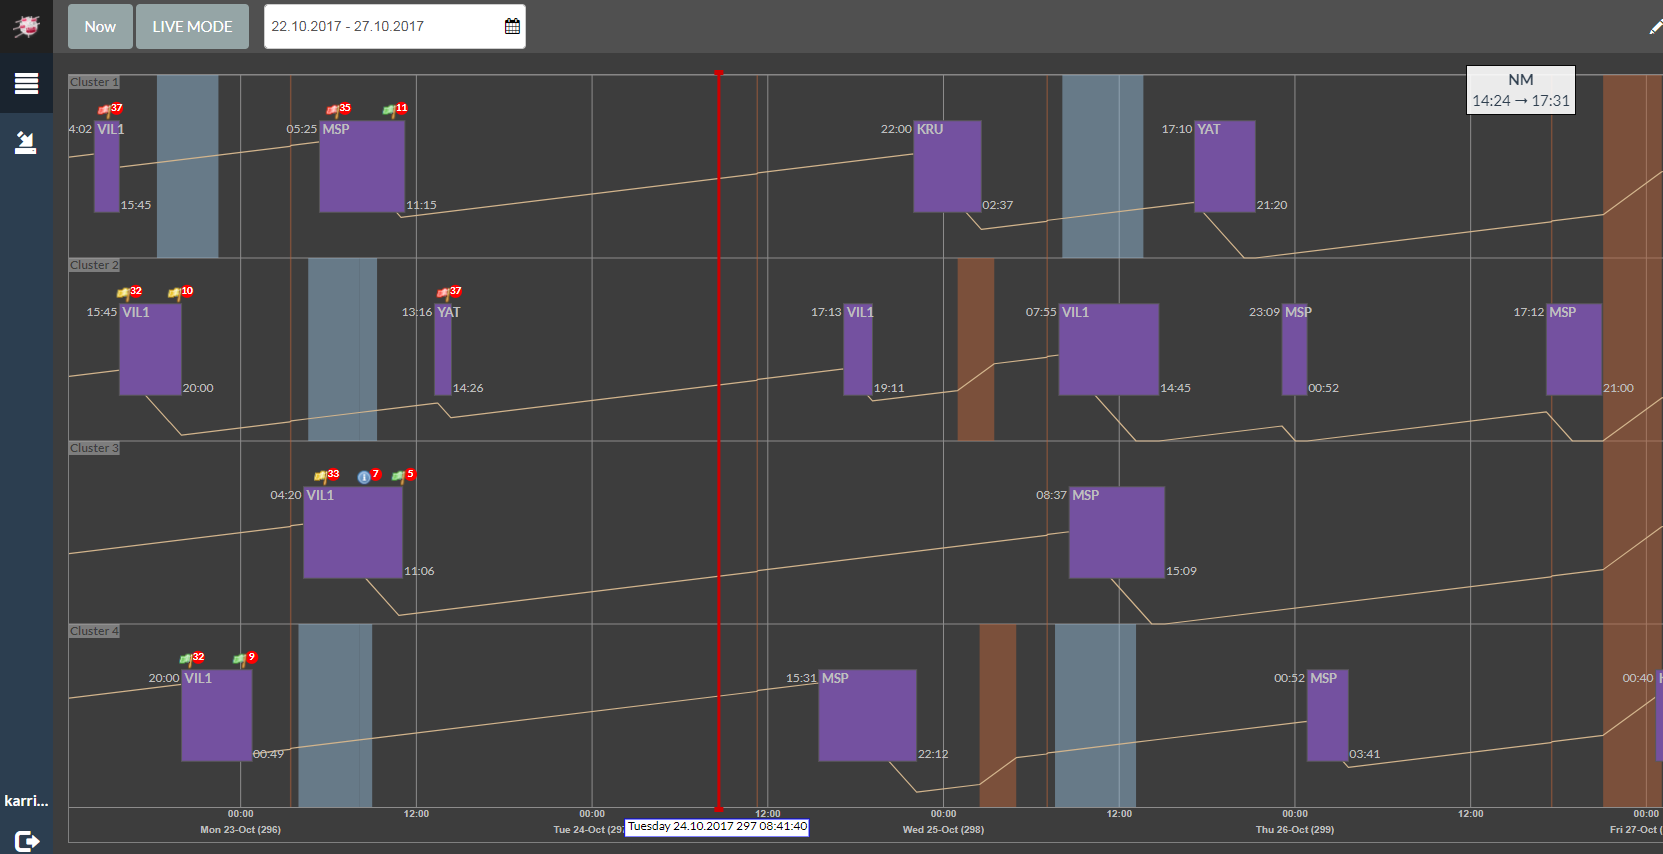 Now
LIVE MODE
22.10.2017 - 27.10.2017
NM
14:24 → 17:31
Cluster 1
37
35
11
4:02 VIL1
05:25 MSP
22:00 KRU
17:10 YAT
15:45
11:15
02:37
21:20
Cluster 2
32
10
37
15:45 VIL1
13:16 YAT
17:13 VIL1
07:55 VIL1
23:09 MSP
17:12 MSP
20:00
14:26
19:11
14:45
00:52
21:00
Cluster 3
33
7
5
04:20 VIL1
08:37 MSP
11:06
15:09
Cluster 4
32
9
20:00 VIL1
15:31 MSP
00:52 MSP
00:40
00:49
22:12
03:41
karri...
00:00 12:00 00:00 12:00 00:00 12:00 00:00 12:00 00:00
Mon 23-Oct (296) Tue 24-Oct (297 Wed 25-Oct (298) Thu 26-Oct (299) Fri 27-Oct (
Tuesday 24.10.2017 297 08:41:40